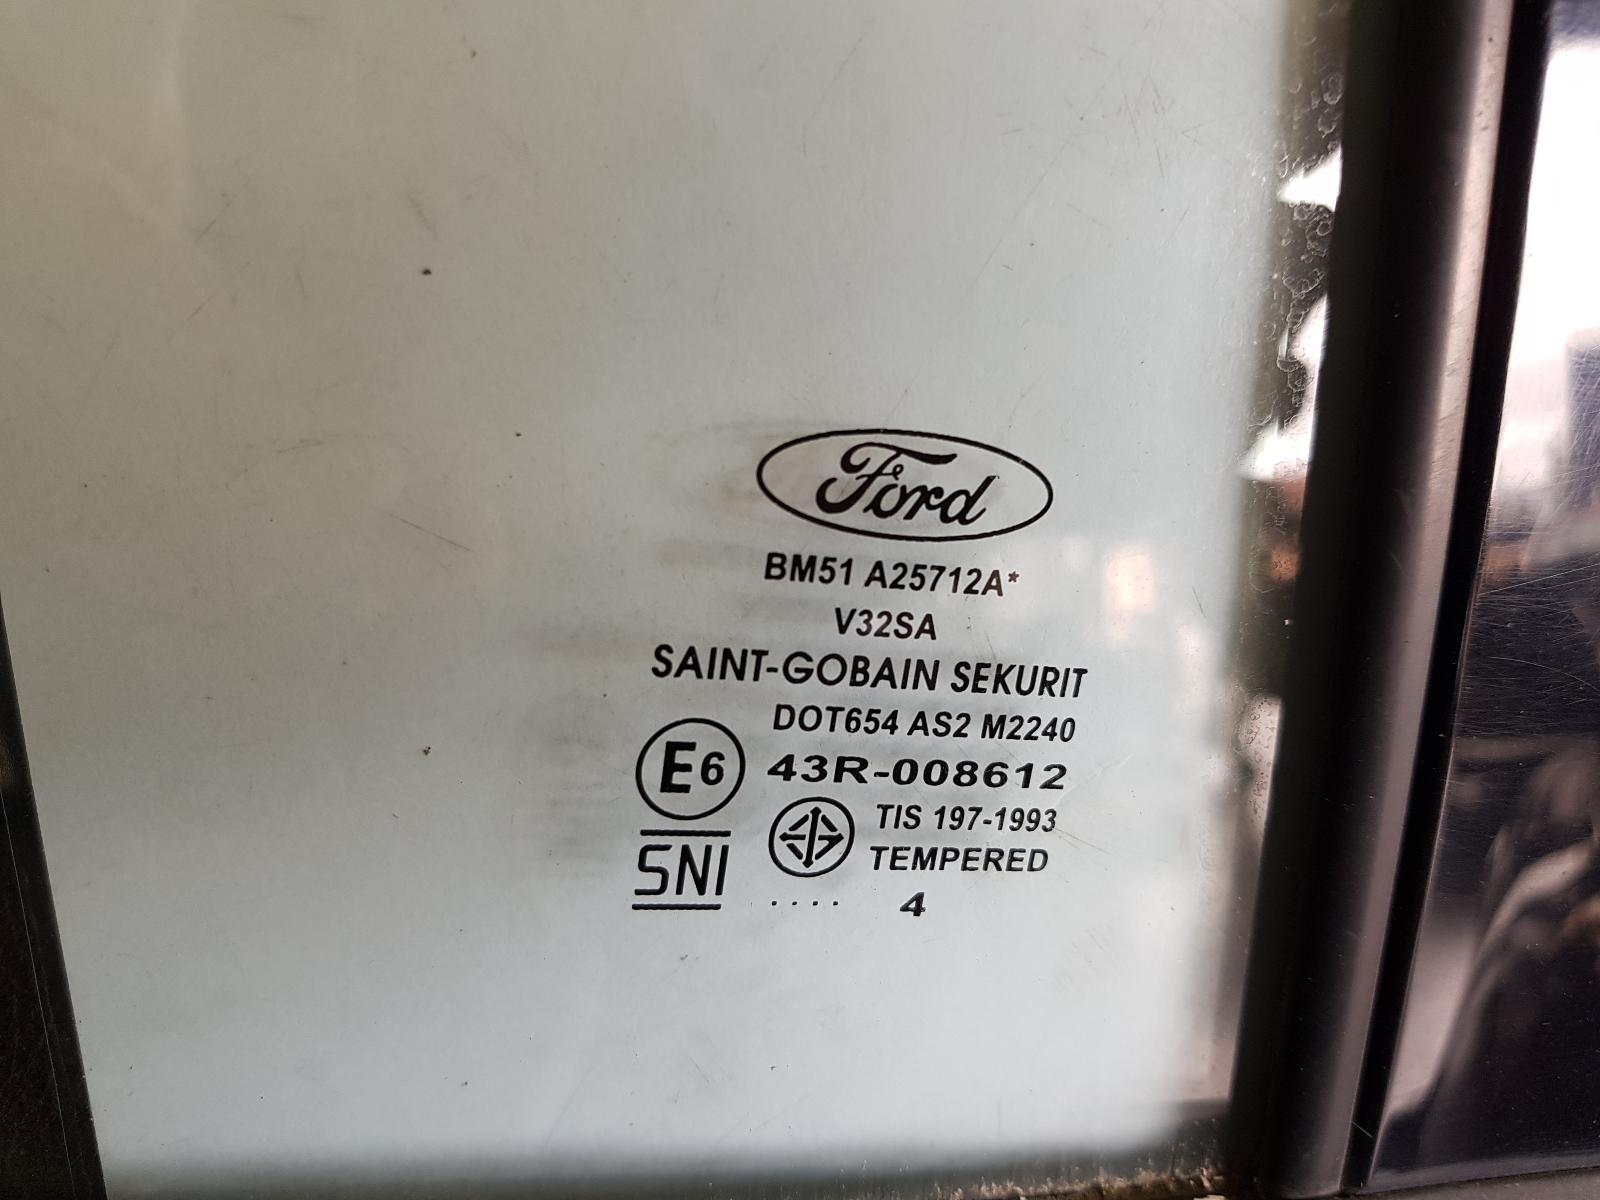 Ford
BM51 A25712A*
V32SA
SAINT-GOBAIN SEKURIT
DOT654 AS2 M2240
E6 43R-008612
TIS 197-1993
SNI TEMPERED
.... 4